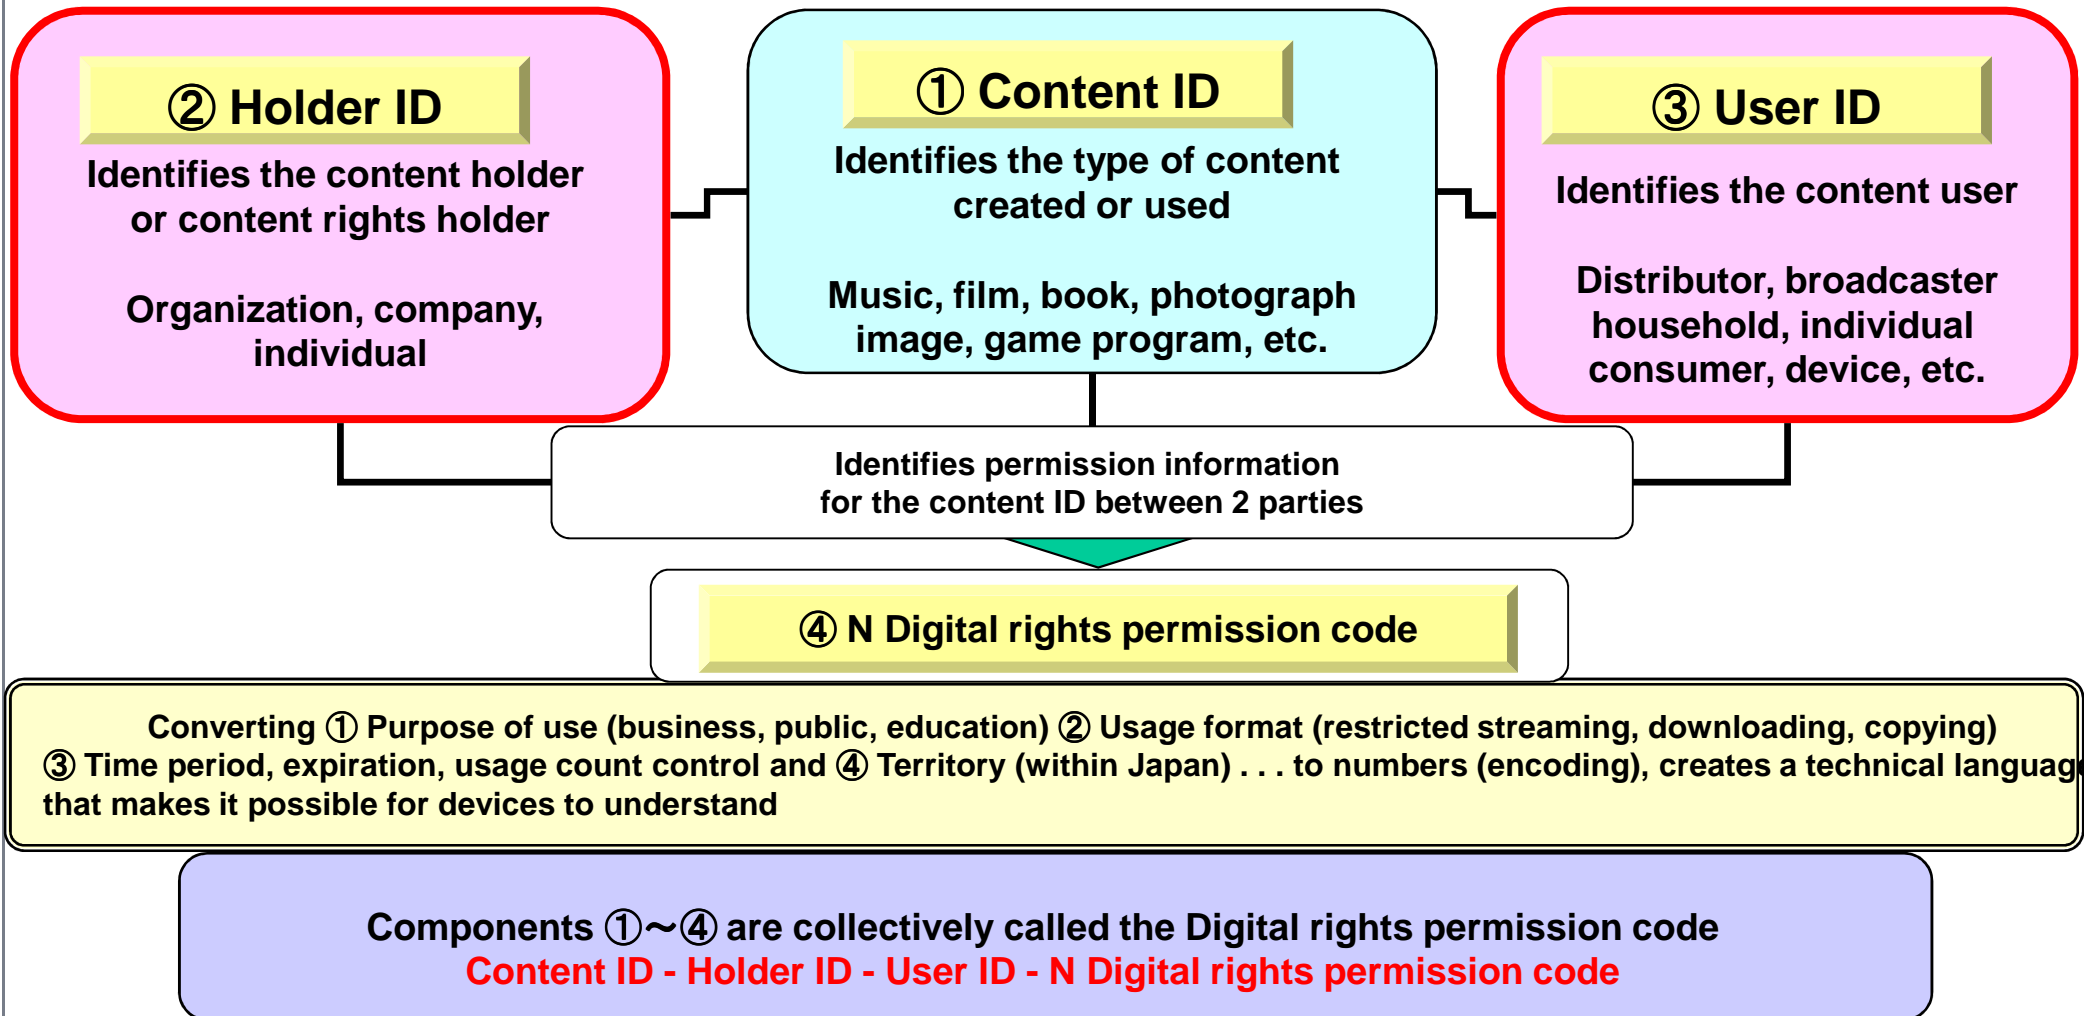 ② Holder ID
Identifies the content holder
or content rights holder
Organization, company,
individual
① Content ID
Identifies the type of content
created or used
Music, film, book, photograph
image, game program, etc.
③ User ID
Identifies the content user
Distributor, broadcaster
household, individual
consumer, device, etc.
Identifies permission information
for the content ID between 2 parties
④ N Digital rights permission code
Converting ① Purpose of use (business, public, education) ② Usage format (restricted streaming, downloading, copying)
③ Time period, expiration, usage count control and ④ Territory (within Japan) . . . to numbers (encoding), creates a technical language
that makes it possible for devices to understand
Components ①～④ are collectively called the Digital rights permission code
Content ID - Holder ID - User ID - N Digital rights permission code